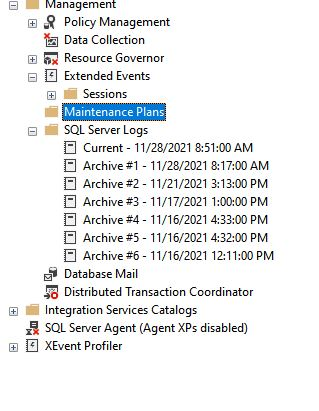 Management
Policy Management
Data Collection
Resource Governor
Extended Events
Sessions
Maintenance Plans
SQL Server Logs
Current - 11/28/2021 8:51:00 AM
Archive #1 - 11/28/2021 8:17:00 AM
Archive #2 - 11/21/2021 3:13:00 PM
Archive #3 - 11/17/2021 1:00:00 PM
Archive #4 - 11/16/2021 4:33:00 PM
Archive #5 - 11/16/2021 4:32:00 PM
Archive #6 - 11/16/2021 12:11:00 PM
Database Mail
Distributed Transaction Coordinator
Integration Services Catalogs
SQL Server Agent (Agent XPs disabled)
XEvent Profiler